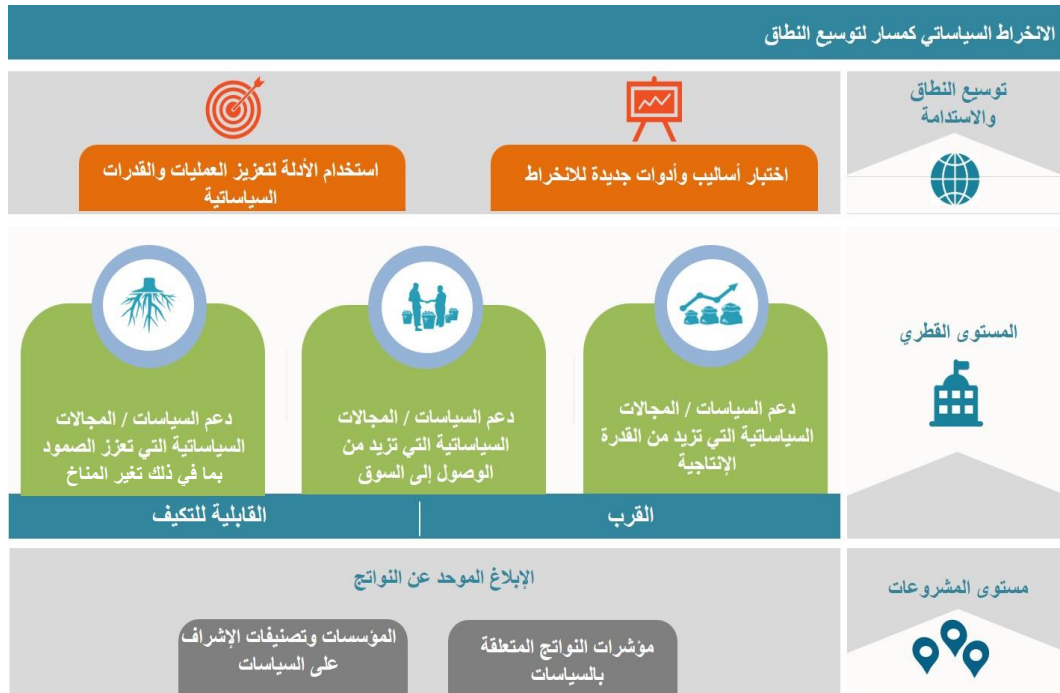 الانخراط السياساتي كمسار لتوسيع النطاق
توسيع النطاق
والاستدامة
اختبار أساليب وأدوات جديدة للانخراط
استخدام الأدلة لتعزيز العمليات والقدرات
السياساتية
المستوى القطري
دعم السياسات / المجالات
السياساتية التي تزيد من القدرة
الإنتاجية
دعم السياسات / المجالات
السياساتية التي تزيد من
الوصول إلى السوق
دعم السياسات / المجالات
السياساتية التي تعزز الصمود
بما في ذلك تغير المناخ
القرب
القابلية للتكيف
مستوى المشروعات
الإبلاغ الموحد عن النواتج
مؤشرات النواتج المتعلقة
بالسياسات
المؤسسات وتصنيفات الإشراف
على السياسات